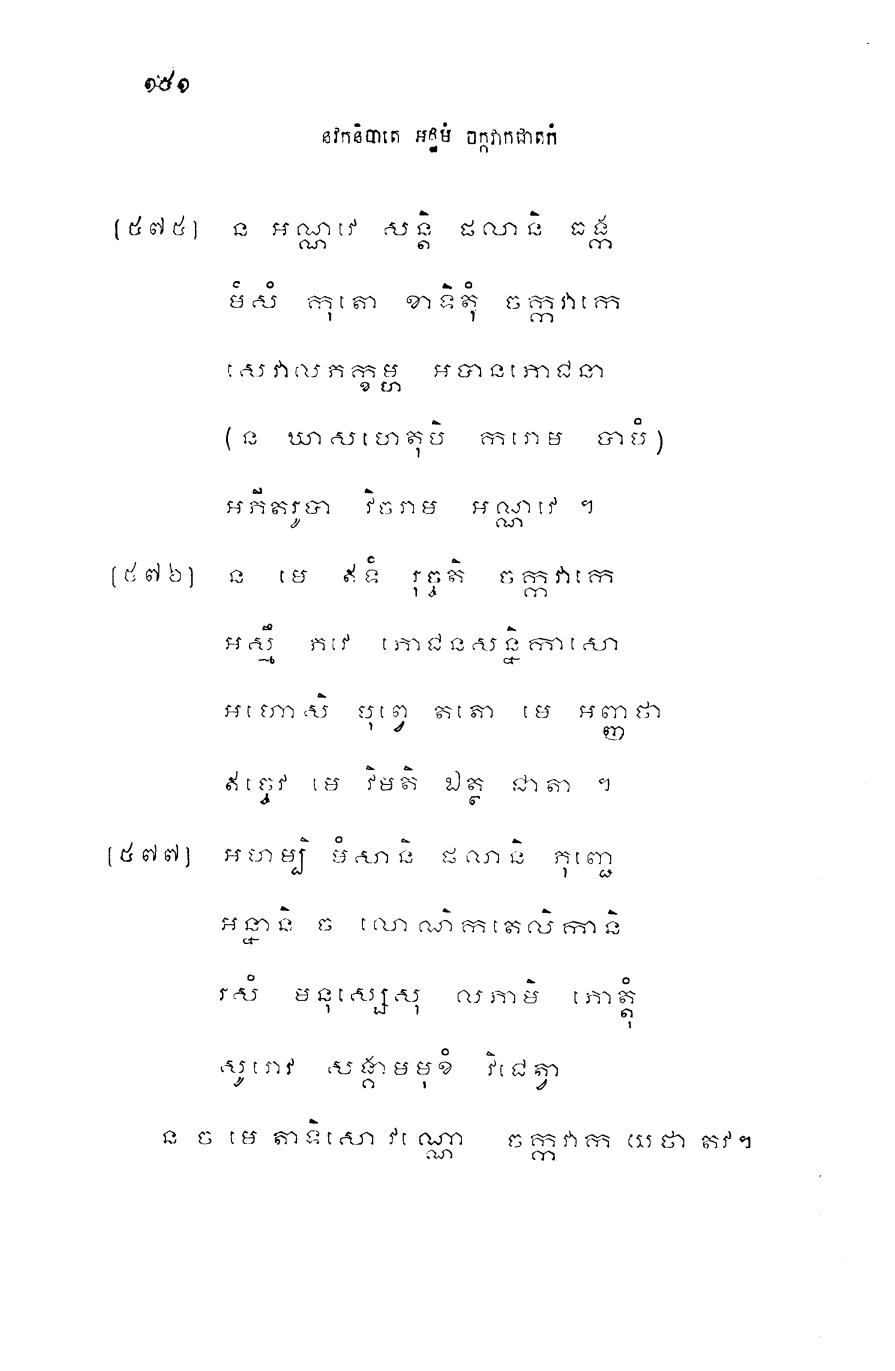 ១៥១
នវកនិបាតេ អដ្ឋមំ ចក្កវាកជាតកំ
(៥៧៥) ន អណ្ណវេ សន្តិ ផលានិ ធង្ក
មំសំ កុតោ ខាទិតុំ ចក្កវាកេ
សេវាលភក្ខម្ហ អបានភោជនា
(ន ឃាសហេតុបិ ករោម បាបំ)
អភីតរូបា វិចរាម អណ្ណវេ ។
(៥៧៦) ន មេ ឥទំ រុច្ចតិ ចក្កវាកេ
អស្មឹ ភវេ ភោជនសន្និកាសោ
អហោសិ បុព្វេ តតោ មេ អញ្ញថា
ឥច្ចេវ មេ វិមតិ ឯត្ថ ជាតា ។
(៥៧៧) អហម្បិ មំសានិ ផលានិ ភុញ្ជេ
អន្នានិ ច លោណិកតេលិកានិ
រសំ មនុស្សេសុ លភាមិ ភោត្តុំ
សូរោវ សង្គាមមុខំ វិជេត្វា
ន ច មេ តាទិសោ វណ្ណោ ចក្កវាក យថា តវ។